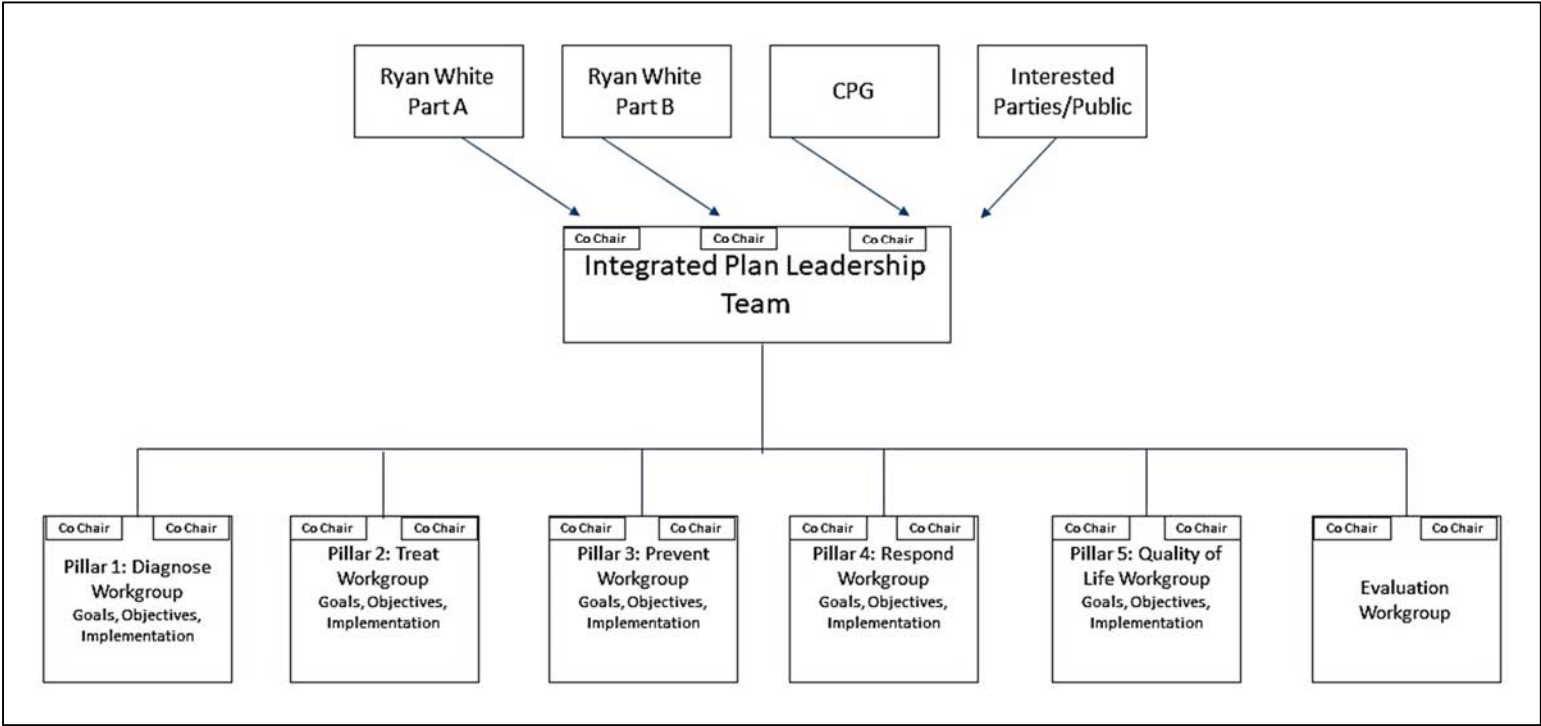 Ryan White
Part A
Ryan White
Part B
CPG
Interested
Parties/Public
Co Chair
Co Chair
Co Chair
Integrated Plan Leadership
Team
Co Chair
Co Chair
Pillar 1: Diagnose
Workgroup
Goals, Objectives,
Implementation
Co Chair
Co Chair
Pillar 2: Treat
Workgroup
Goals, Objectives,
Implementation
Co Chair
Co Chair
Pillar 3: Prevent
Workgroup
Goals, Objectives,
Implementation
Co Chair
Co Chair
Pillar 4: Respond
Workgroup
Goals, Objectives,
Implementation
Co Chair
Co Chair
Pillar 5: Quality of
Life Workgroup
Goals, Objectives,
Implementation
Co Chair
Co Chair
Evaluation
Workgroup